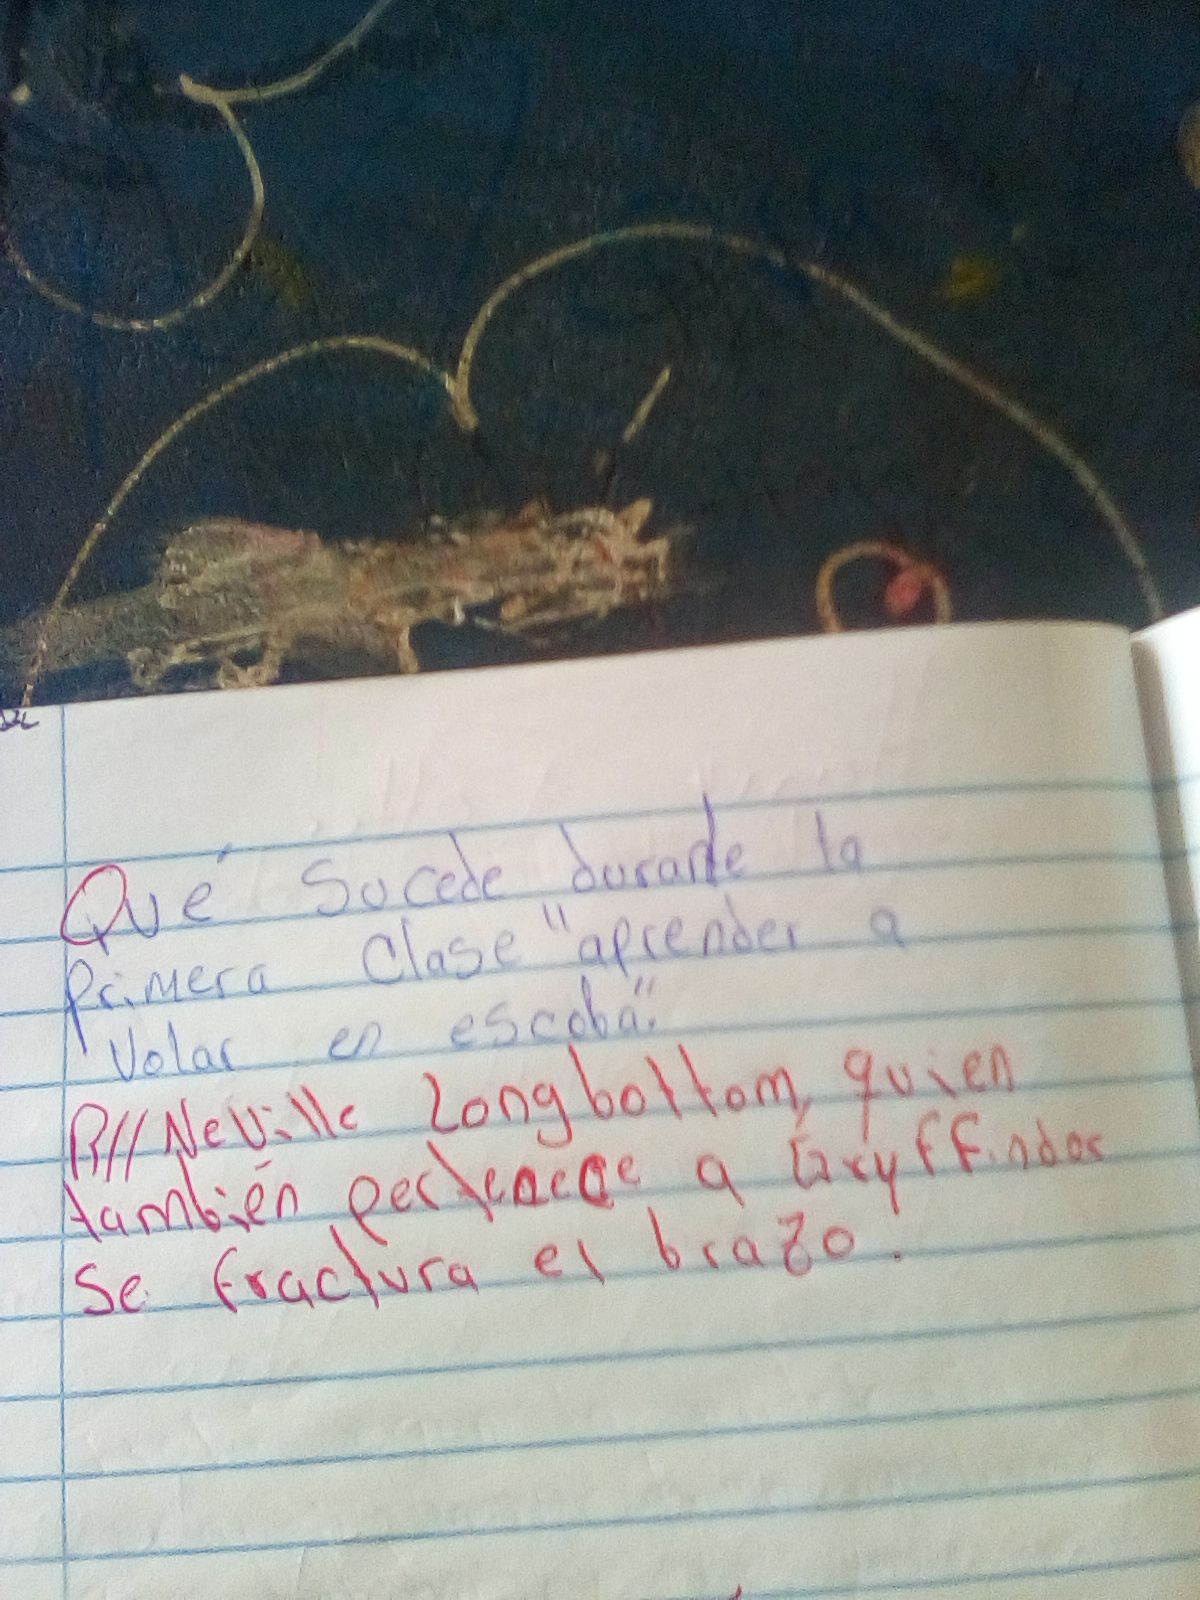 Qué Sucede durante la
primera Clase "aprender a
Volar en escoba".
R// Neville Longbottom, quien
también pertenece a Gryffindor
Se fractura el brazo.